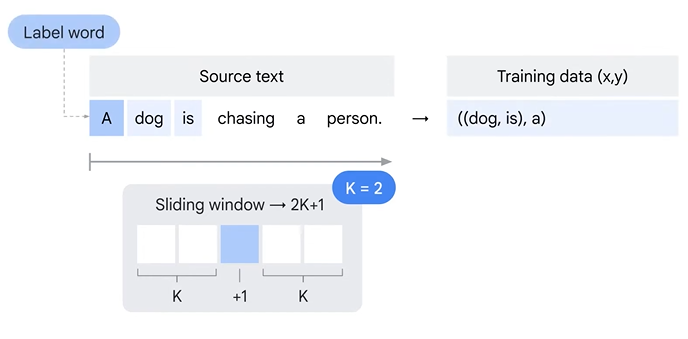 Label word
Source text
Training data (x,y)
A dog is chasing a person. → ((dog, is), a)
K = 2
Sliding window → 2K+1
K +1 K